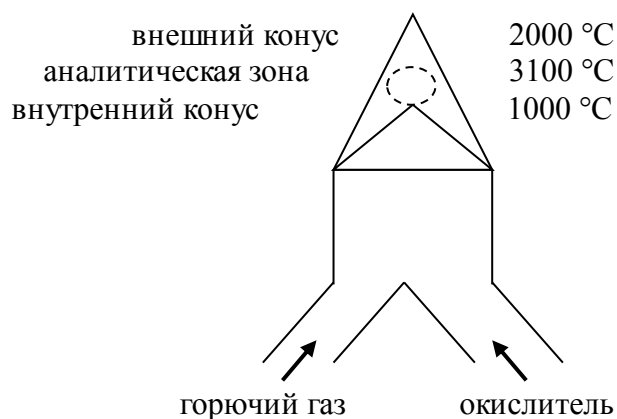 внешний конус 2000 °C
аналитическая зона 3100 °C
внутренний конус 1000 °C
горючий газ окислитель